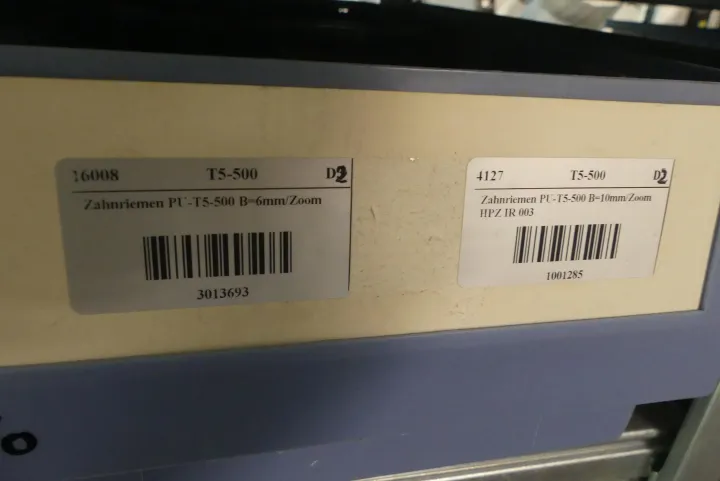 16008 T5-500 D2
Zahnriemen PU-T5-500 B=6mm/Zoom
3013693
4127 T5-500 D2
Zahnriemen PU-T5-500 B=10mm/Zoom
HPZ IR 003
1001285